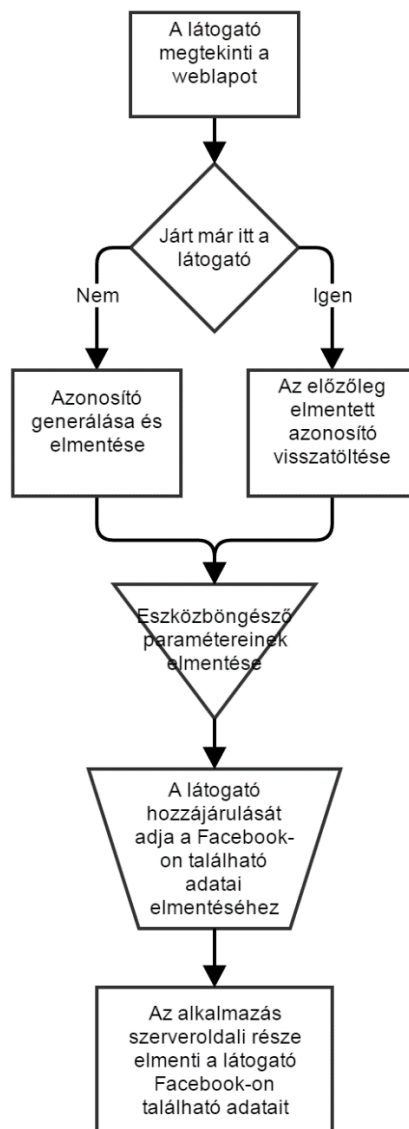 A látogató
megtekinti a
weblapot
Járt már itt a
látogató
Nem
Igen
Azonosító
generálása és
elmentése
Az előzőleg
elmentett
azonosító
visszatöltése
Eszközböngésző
paramétereinek
elmentése
A látogató
hozzájárulását
adja a Facebook-
on található
adatai
elmentéséhez
Az alkalmazás
szerveroldali része
elmenti a látogató
Facebook-on
található adatait